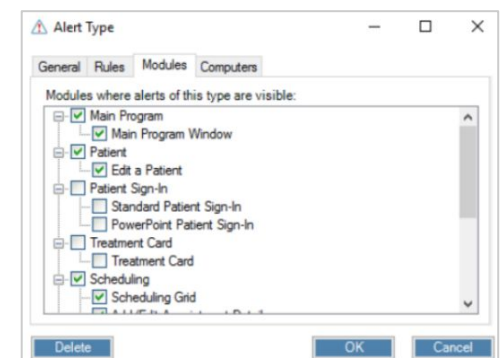 Alert Type
General Rules Modules Computers
Modules where alerts of this type are visible:
Main Program
Main Program Window
Patient
Edit a Patient
Patient Sign-In
Standard Patient Sign-In
PowerPoint Patient Sign-In
Treatment Card
Treatment Card
Scheduling
Scheduling Grid
Delete OK Cancel